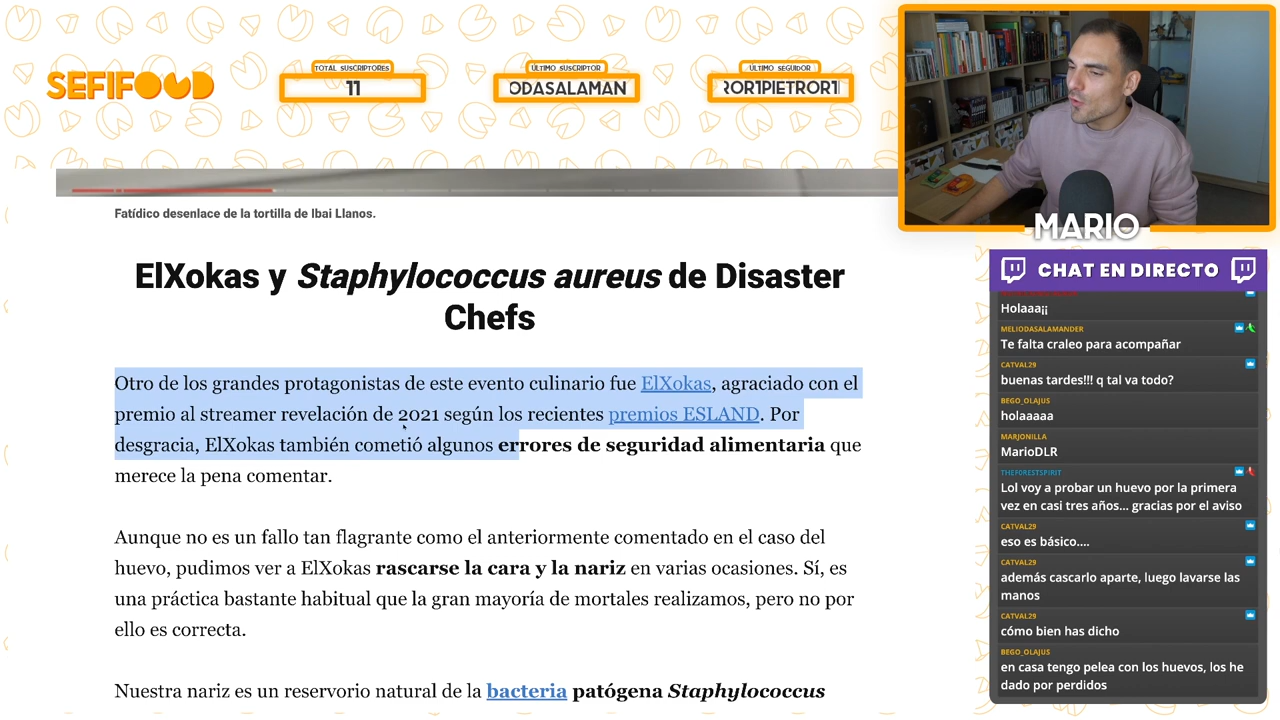 SEFIFOOD
TOTAL SUSCRIPTORES
11
ÚLTIMO SUSCRIPTOR
ODASALAMAN
ÚLTIMO SEGUIDOR
ROR1PIETROR1
MARIO
Fatídico desenlace de la tortilla de Ibai Llanos.
ElXokas y Staphylococcus aureus de Disaster
Chefs
Otro de los grandes protagonistas de este evento culinario fue ElXokas, agraciado con el
premio al streamer revelación de 2021 según los recientes premios ESLAND. Por
desgracia, ElXokas también cometió algunos errores de seguridad alimentaria que
merece la pena comentar.
Aunque no es un fallo tan flagrante como el anteriormente comentado en el caso del
huevo, pudimos ver a ElXokas rascarse la cara y la nariz en varias ocasiones. Sí, es
una práctica bastante habitual que la gran mayoría de mortales realizamos, pero no por
ello es correcta.
Nuestra nariz es un reservorio natural de la bacteria patógena Staphylococcus
CHAT EN DIRECTO
Holaaa¡¡
MELIODASALAMANDER
Te falta craleo para acompañar
CATVAL29
buenas tardes!!! q tal va todo?
BEGO_OLAJUS
holaaaaa
MARJONILLA
MarioDLR
THEF0RESTSPIRIT
Lol voy a probar un huevo por la primera
vez en casi tres años... gracias por el aviso
CATVAL29
eso es básico....
CATVAL29
además cascarlo aparte, luego lavarse las
manos
CATVAL29
cómo bien has dicho
BEGO_OLAJUS
en casa tengo pelea con los huevos, los he
dado por perdidos